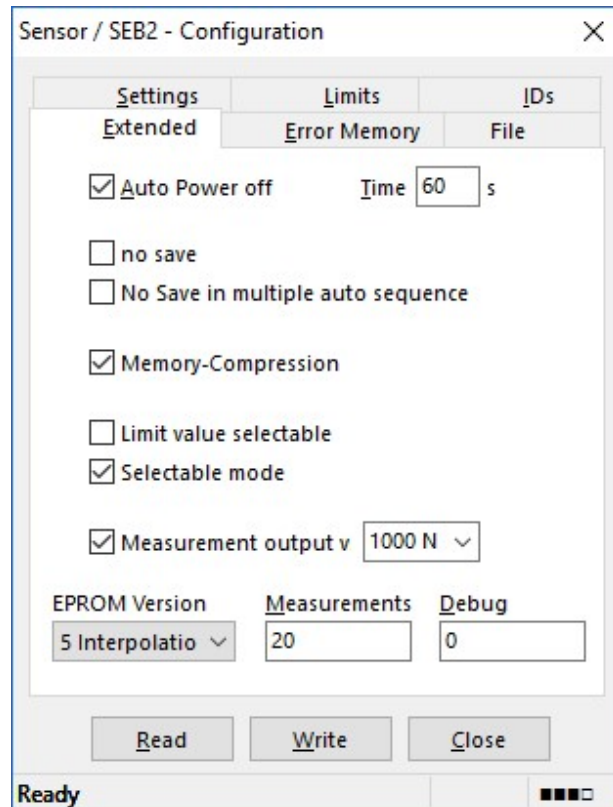 Sensor / SEB2 - Configuration
Settings Limits IDs
Extended Error Memory File
Auto Power off Time 60 s
no save
No Save in multiple auto sequence
Memory-Compression
Limit value selectable
Selectable mode
Measurement output v 1000 N
EPROM Version Measurements Debug
5 Interpolatio 20 0
Read Write Close
Ready